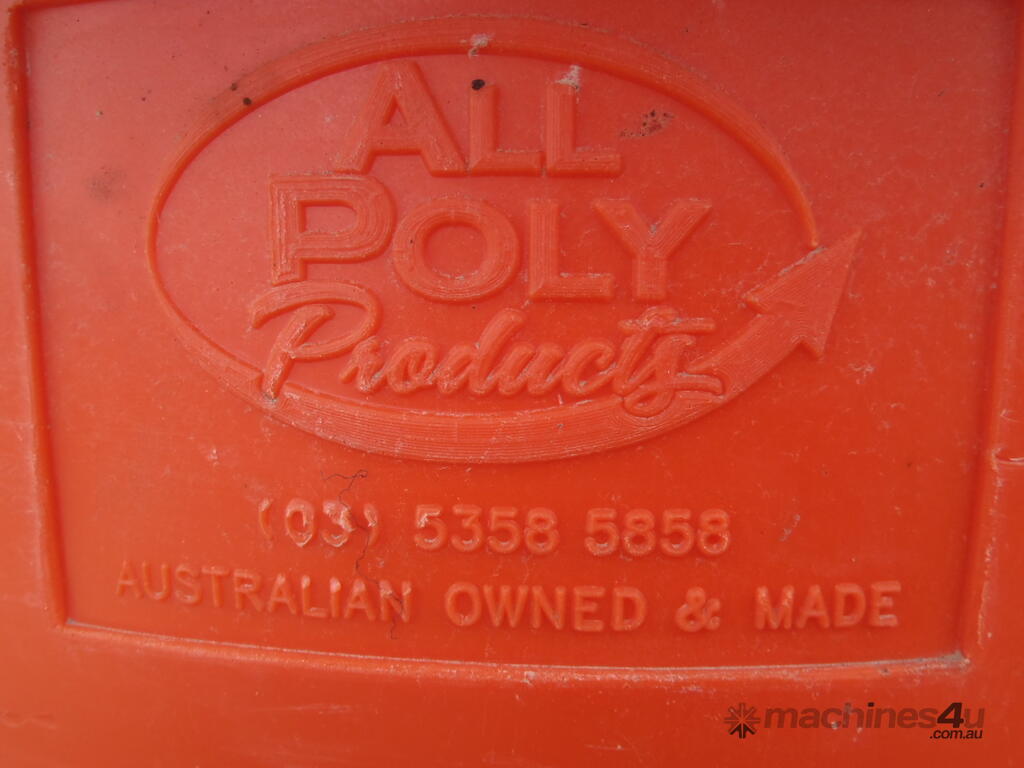 ALL
POLY
Products
(03) 5358 5858
AUSTRALIAN OWNED & MADE
machines4u
.com.au